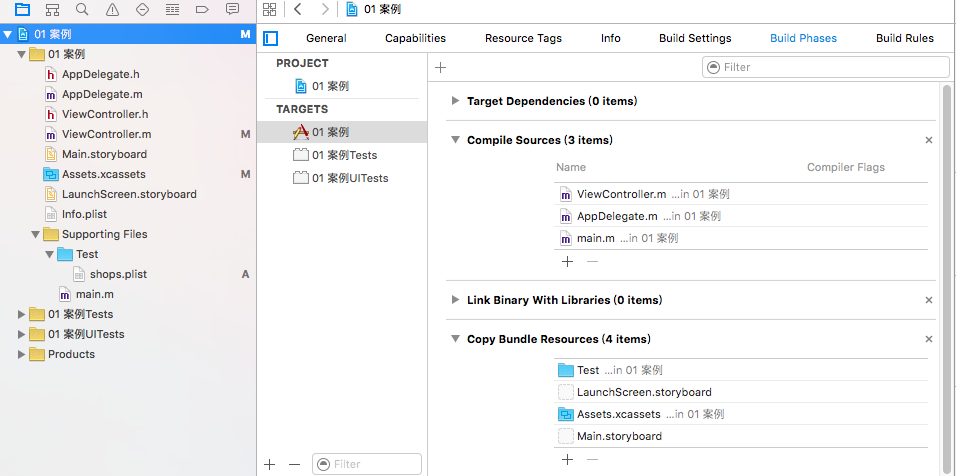 01 案例 M
01 案例
AppDelegate.h
AppDelegate.m
ViewController.h
ViewController.m M
Main.storyboard
Assets.xcassets M
LaunchScreen.storyboard
Info.plist
Supporting Files
Test
shops.plist A
main.m
01 案例Tests
01 案例UITests
Products
01 案例
General Capabilities Resource Tags Info Build Settings Build Phases Build Rules
PROJECT
01 案例
TARGETS
01 案例
01 案例Tests
01 案例UITests
Filter
Filter
Target Dependencies (0 items)
Compile Sources (3 items)
Name Compiler Flags
ViewController.m ...in 01 案例
AppDelegate.m ...in 01 案例
main.m ...in 01 案例
Link Binary With Libraries (0 items)
Copy Bundle Resources (4 items)
Test ...in 01 案例
LaunchScreen.storyboard
Assets.xcassets ...in 01 案例
Main.storyboard